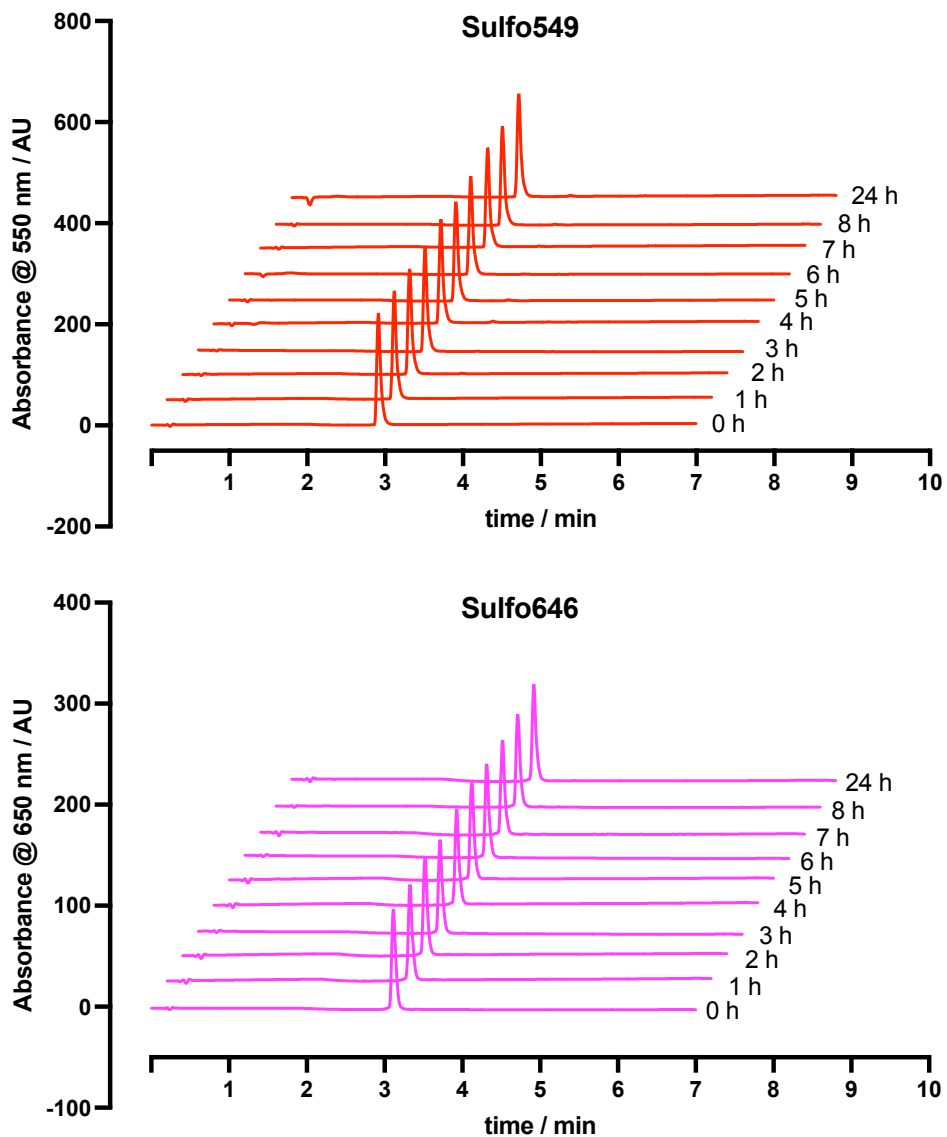 Sulfo549
Absorbance @ 550 nm / AU
800
600
400
200
0
-200
24 h
8 h
7 h
6 h
5 h
4 h
3 h
2 h
1 h
0 h
1 2 3 4 5 6 7 8 9 10
time / min
Sulfo646
Absorbance @ 650 nm / AU
400
300
200
100
0
-100
24 h
8 h
7 h
6 h
5 h
4 h
3 h
2 h
1 h
0 h
1 2 3 4 5 6 7 8 9 10
time / min